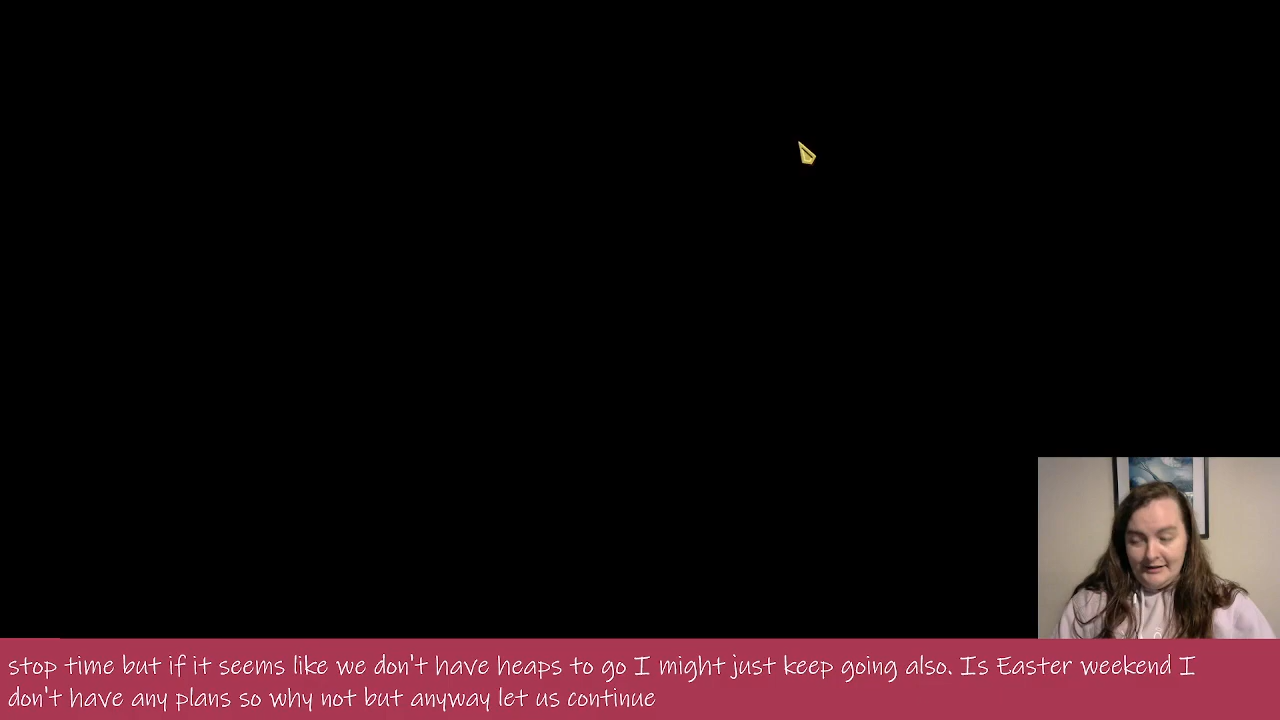 stop time but if it seems like we don't have heaps to go I might just keep going also. Is Easter weekend I
don't have any plans so why not but anyway let us continue